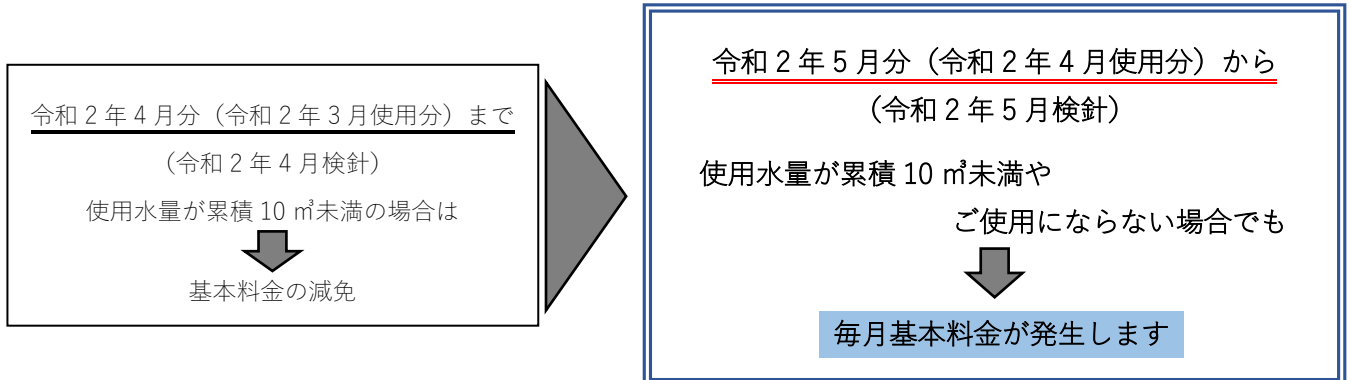 令和2年4月分（令和2年3月使用分）まで
（令和2年4月検針）
使用水量が累積10㎥未満の場合は
基本料金の減免
令和2年5月分（令和2年4月使用分）から
（令和2年5月検針）
使用水量が累積10㎥未満や
ご使用にならない場合でも
毎月基本料金が発生します